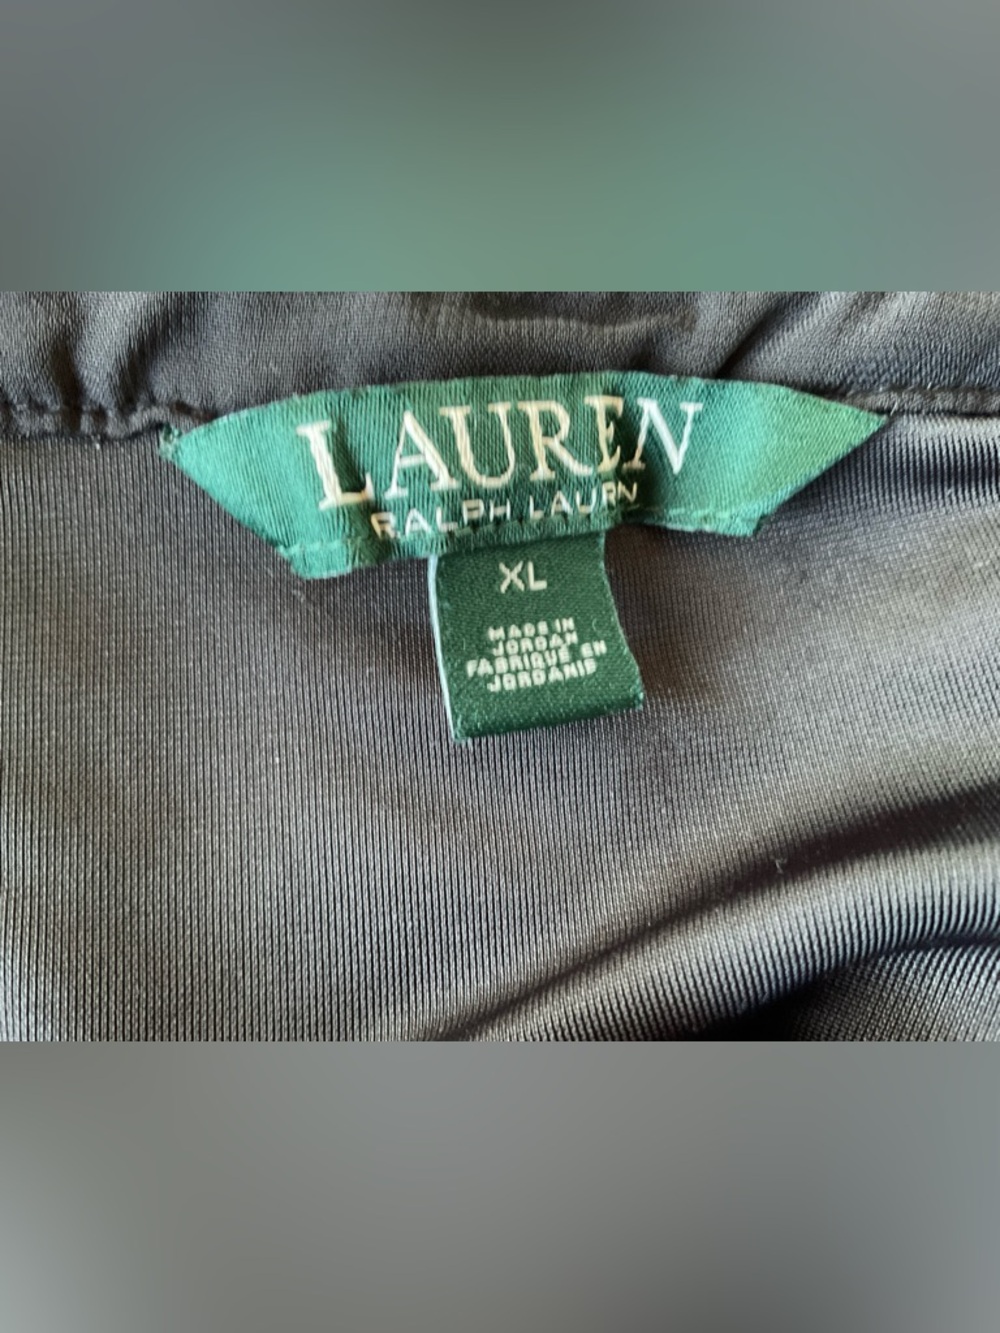 LAUREN
RALPH LAUREN
XL
MADE IN
JORDAN
FABRIQUÉ EN
JORDANIE